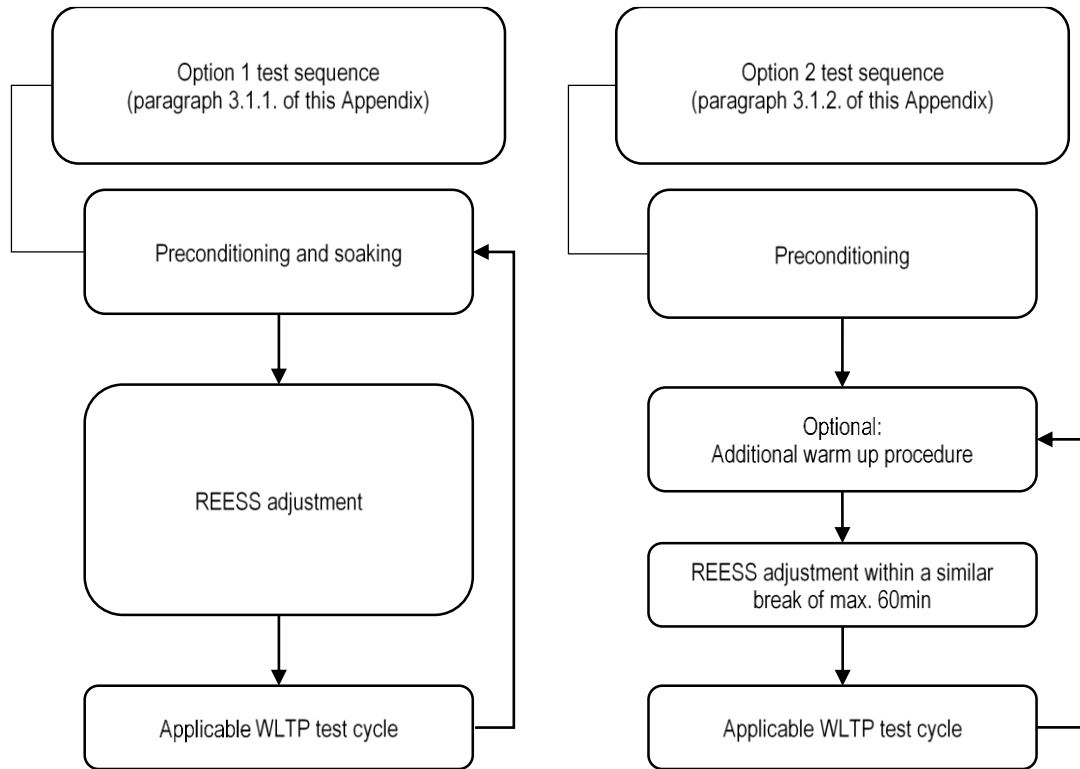 Option 1 test sequence
(paragraph 3.1.1. of this Appendix)
Preconditioning and soaking
REESS adjustment
Applicable WLTP test cycle
Option 2 test sequence
(paragraph 3.1.2. of this Appendix)
Preconditioning
Optional:
Additional warm up procedure
REESS adjustment within a similar
break of max. 60min
Applicable WLTP test cycle